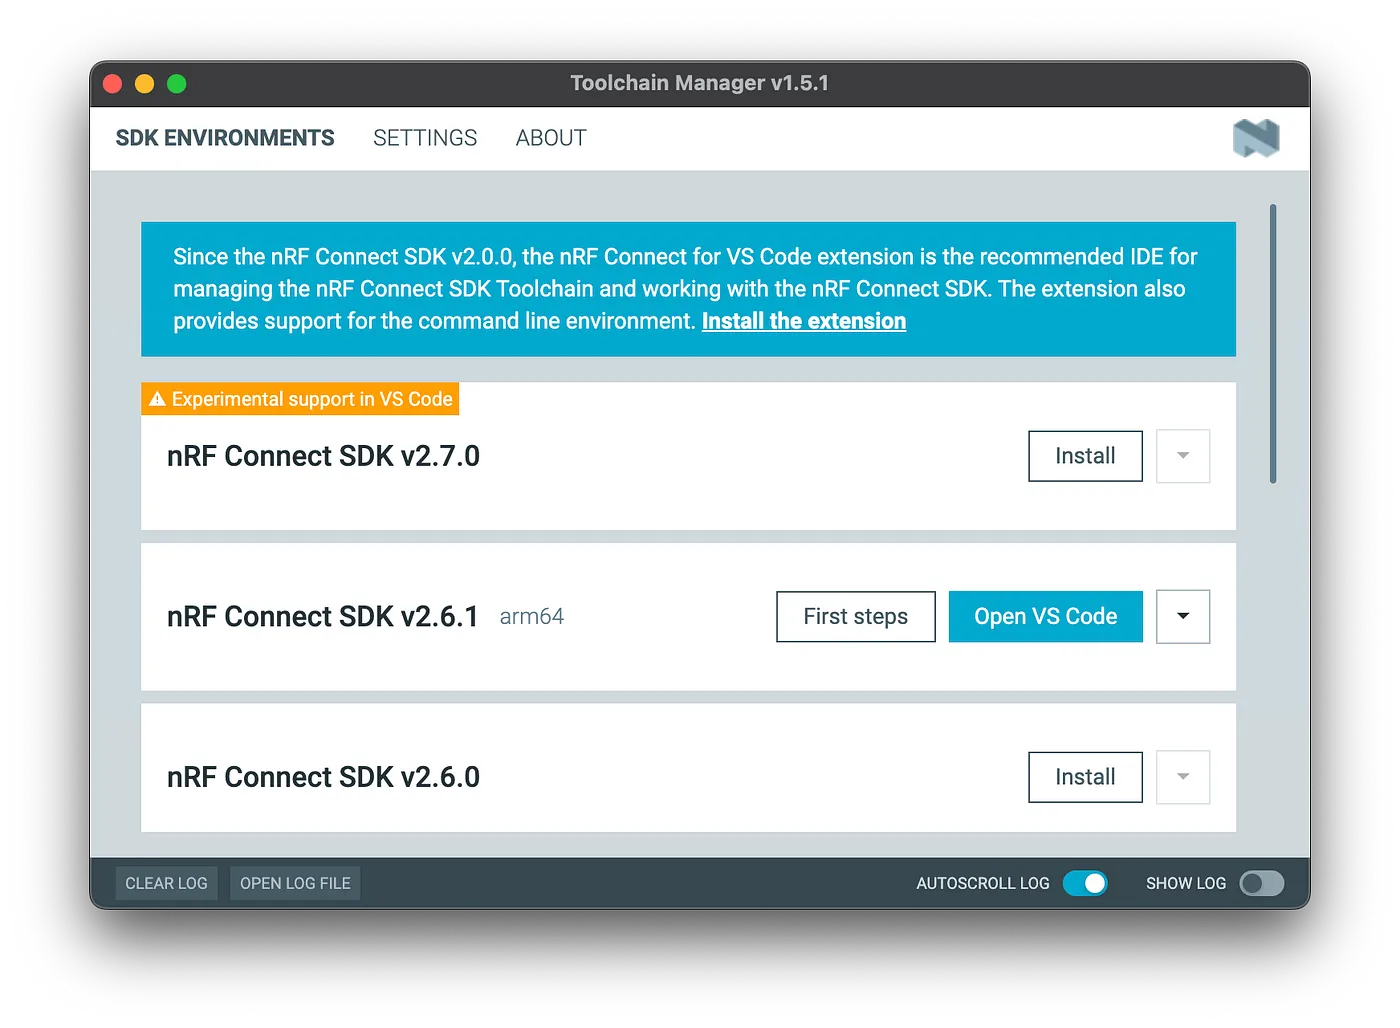 Toolchain Manager v1.5.1
SDK ENVIRONMENTS SETTINGS ABOUT
Since the nRF Connect SDK v2.0.0, the nRF Connect for VS Code extension is the recommended IDE for
managing the nRF Connect SDK Toolchain and working with the nRF Connect SDK. The extension also
provides support for the command line environment. Install the extension
Experimental support in VS Code
nRF Connect SDK v2.7.0 Install
nRF Connect SDK v2.6.1 arm64 First steps Open VS Code
nRF Connect SDK v2.6.0 Install
CLEAR LOG OPEN LOG FILE AUTOSCROLL LOG SHOW LOG